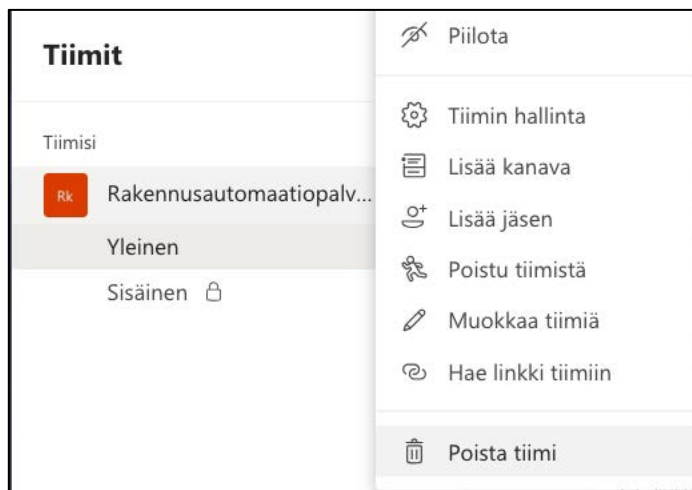 Tiimit
Tiimisi
Rk
Rakennusautomaatiopalv...
Yleinen
Sisäinen
Piilota
Tiimin hallinta
Lisää kanava
Lisää jäsen
Poistu tiimistä
Muokkaa tiimiä
Hae linkki tiimiin
Poista tiimi